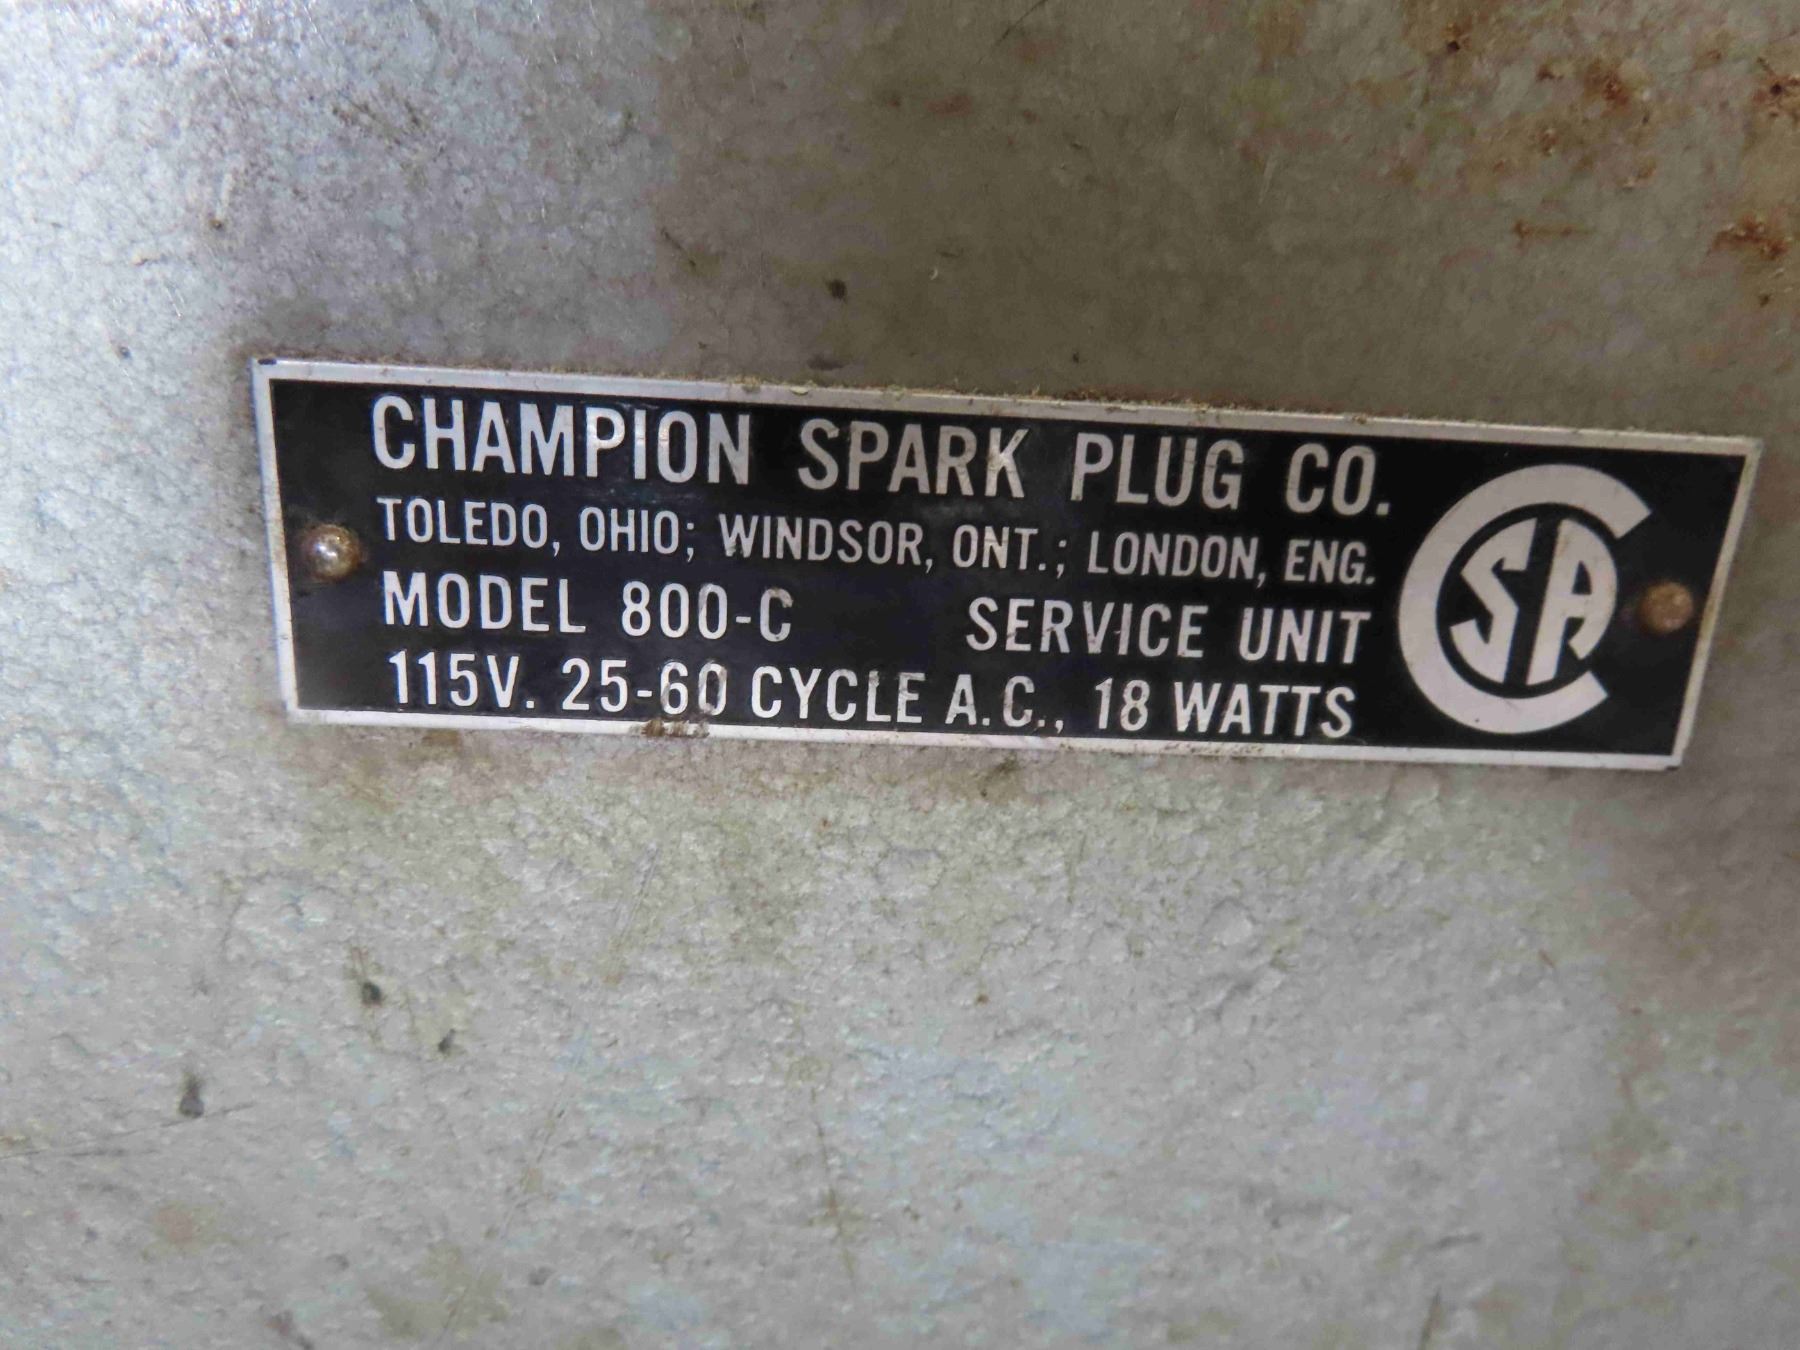 CHAMPION SPARK PLUG CO.
TOLEDO, OHIO; WINDSOR, ONT.; LONDON, ENG.
MODEL 800-C SERVICE UNIT
115V. 25-60 CYCLE A.C., 18 WATTS
CSA